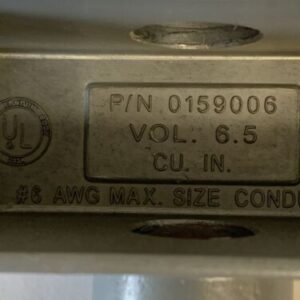 P/N 0159006
VOL. 6.5
CU. IN.
UL
#6 AWG MAX. SIZE COND